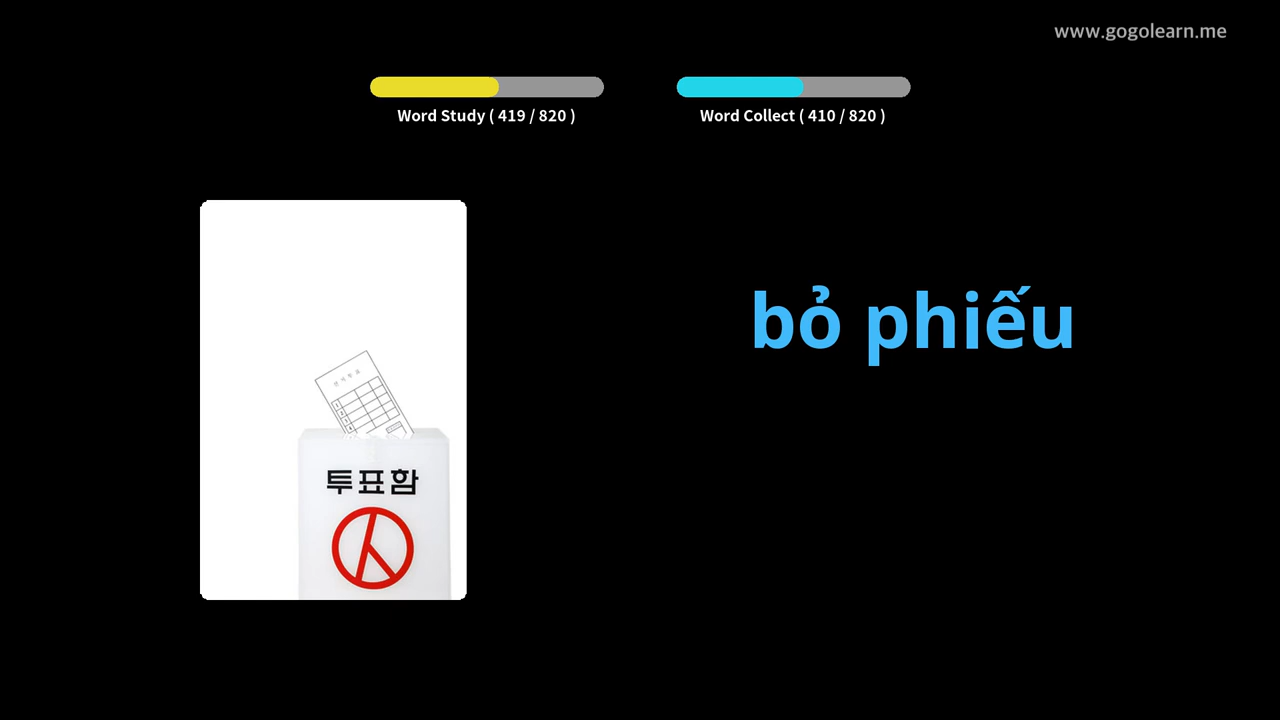 www.gogolearn.me
Word Study ( 419 / 820 )
Word Collect ( 410 / 820 )
bỏ phiếu
투표함